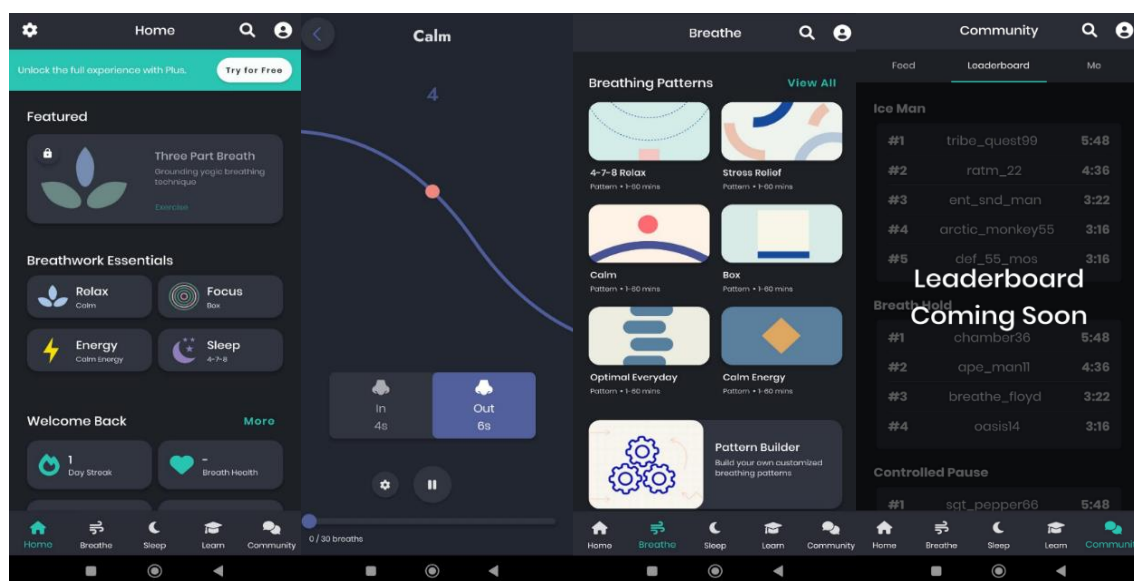 Home
Unlock the full experience with Plus.
Try for Free
Featured
Three Part Breath
Grounding yogic breathing
technique
Exercise
Breathwork Essentials
Relax
Calm
Focus
Box
Energy
Calm Energy
Sleep
4-7-8
Welcome Back
More
1
Day Streak
-
Breath Health
Home
Breathe
Sleep
Learn
Community
Calm
4
In
4s
Out
6s
0 / 30 breaths
Breathe
Breathing Patterns
View All
4-7-8 Relax
Pattern • 1-60 mins
Stress Relief
Pattern • 1-60 mins
Calm
Pattern • 1-60 mins
Box
Pattern • 1-60 mins
Optimal Everyday
Pattern • 1-60 mins
Calm Energy
Pattern • 1-60 mins
Pattern Builder
Build your own customized
breathing patterns
Home
Breathe
Sleep
Learn
Community
Community
Feed
Leaderboard
Me
Ice Man
#1 tribe_quest99 5:48
#2 ratm_22 4:36
#3 ent_snd_man 3:22
#4 arctic_monkey55 3:16
#5 def_55_mos 3:16
Leaderboard
Coming Soon
Breath Hold
#1 chamber36 5:48
#2 ape_man11 4:36
#3 breathe_floyd 3:22
#4 oasis14 3:16
Controlled Pause
#1 sgt_pepper66 5:48
Home
Breathe
Sleep
Learn
Communit